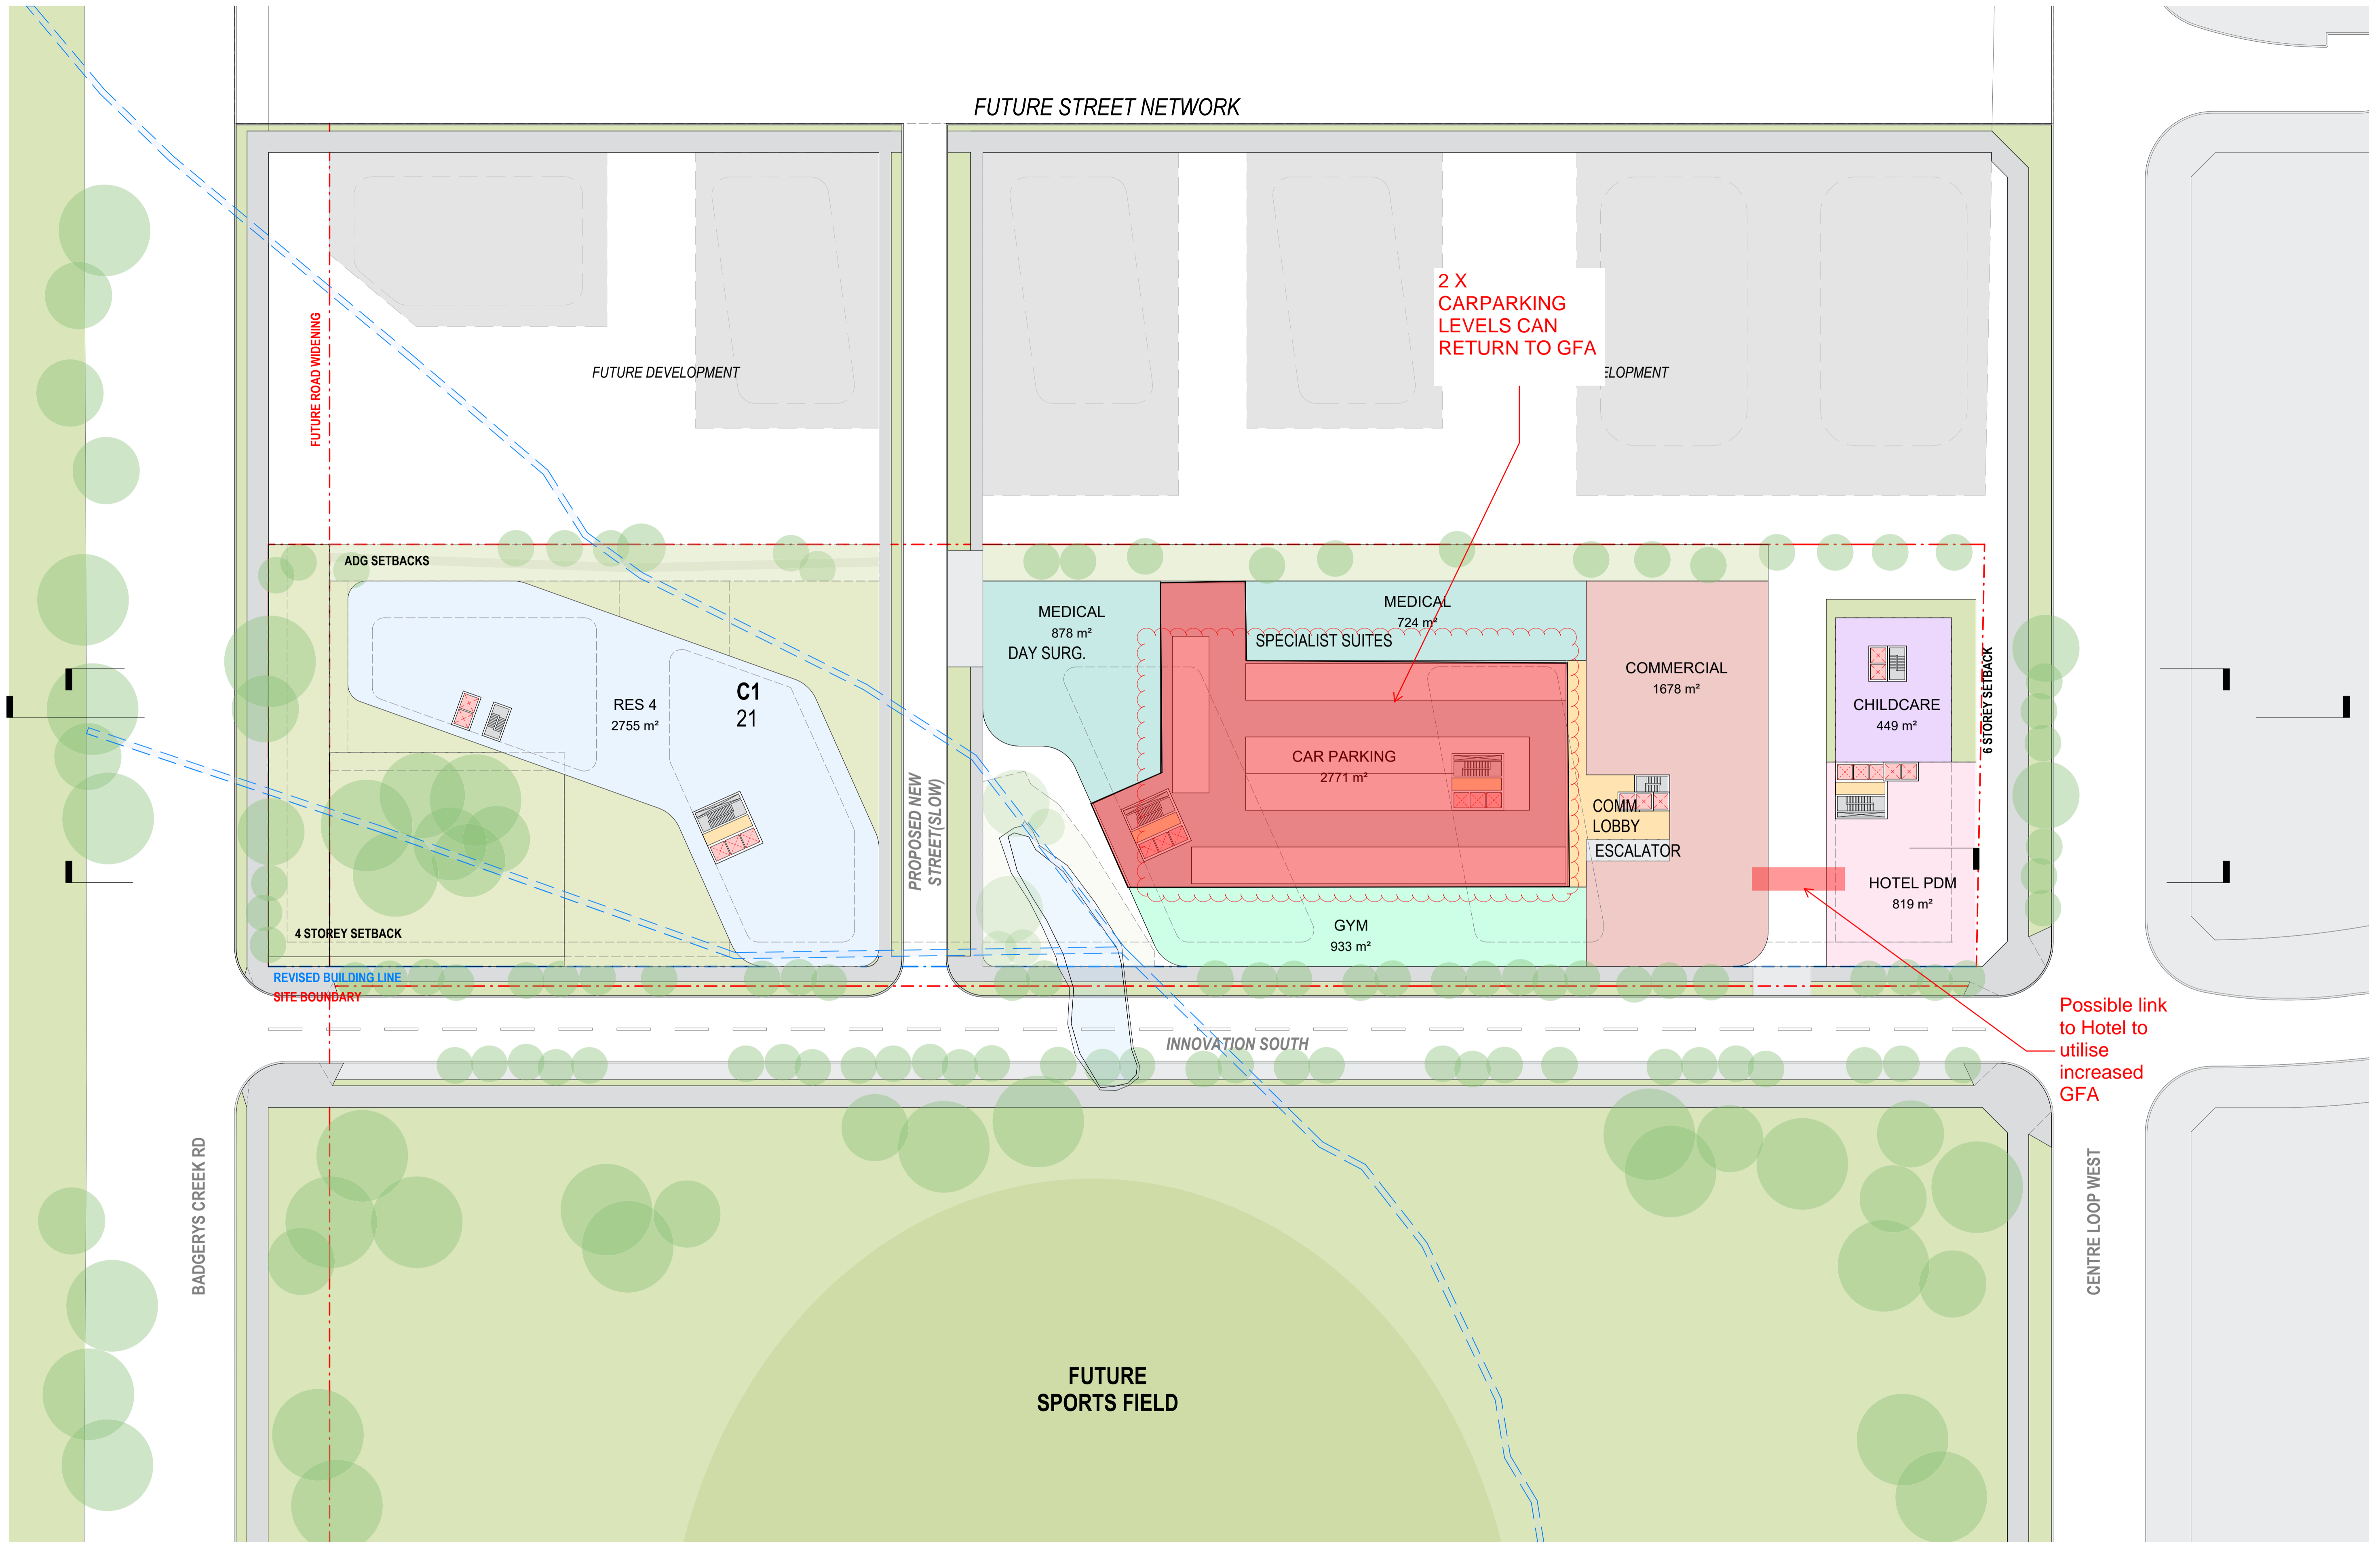 FUTURE STREET NETWORK
2 X
CARPARKING
LEVELS CAN
RETURN TO GFA
FUTURE ROAD WIDENING
FUTURE DEVELOPMENT
ELOPMENT
ADG SETBACKS
MEDICAL
878 m²
DAY SURG.
MEDICAL
724 m²
SPECIALIST SUITES
COMMERCIAL
1678 m²
6 STOREY SETBACK
CHILDCARE
449 m²
RES 4
2755 m²
C1
21
CAR PARKING
2771 m²
PROPOSED NEW
STREET(SLOW)
COMM.
LOBBY
ESCALATOR
HOTEL PDM
819 m²
GYM
933 m²
4 STOREY SETBACK
REVISED BUILDING LINE
SITE BOUNDARY
Possible link
to Hotel to
utilise
increased
GFA
INNOVATION SOUTH
BADGERYS CREEK RD
CENTRE LOOP WEST
FUTURE
SPORTS FIELD